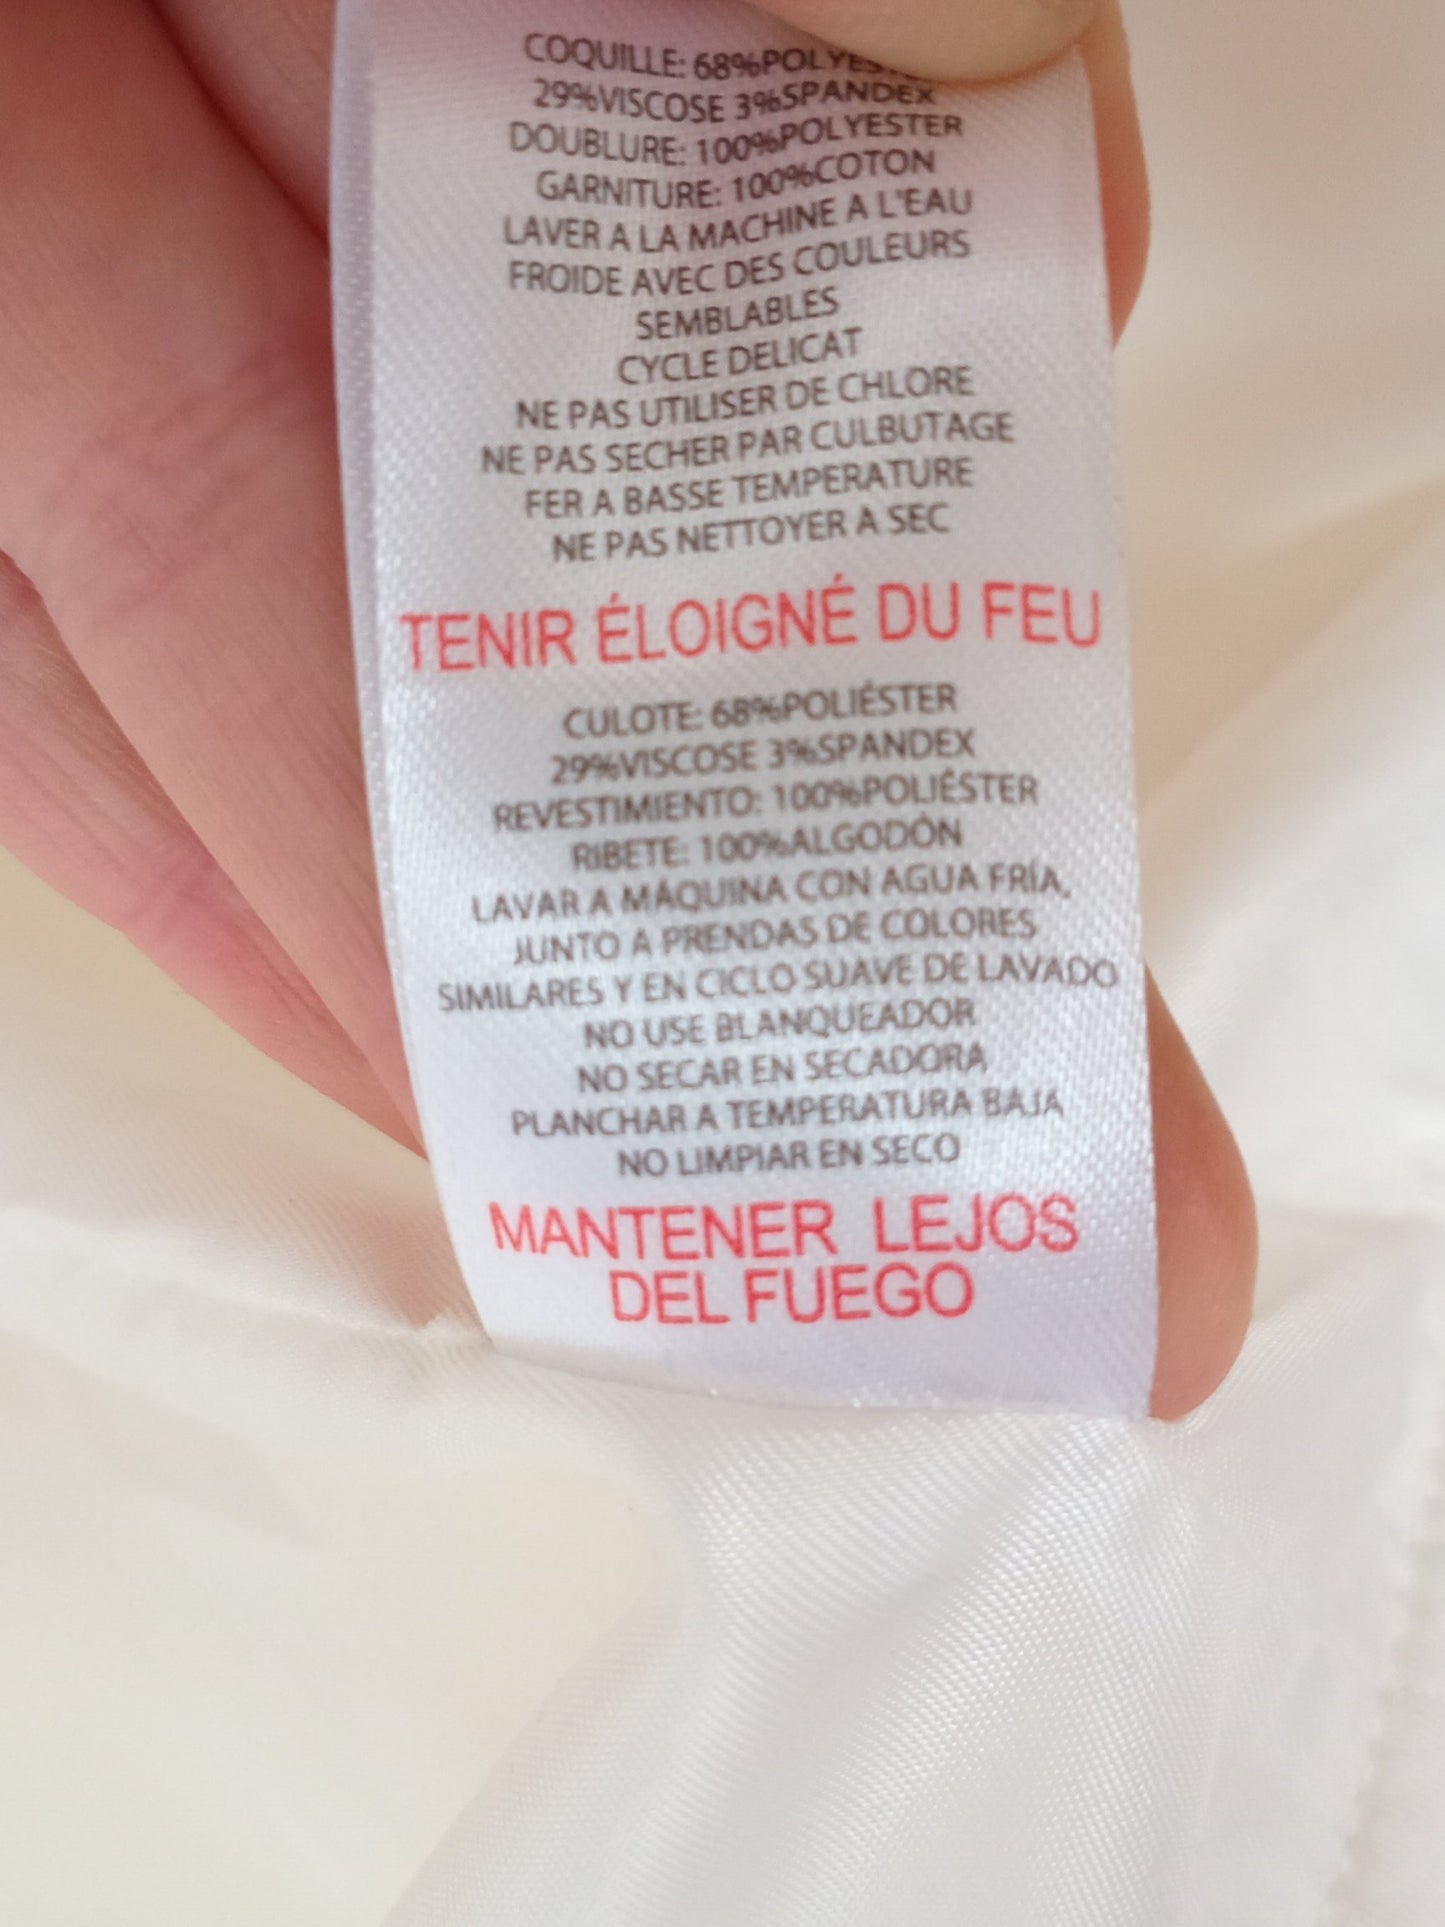 COQUILLE: 68%POLYES
29%VISCOSE 3%SPANDEX
DOUBLURE: 100%POLYESTER
GARNITURE: 100%COTON
LAVER A LA MACHINE A L'EAU
FROIDE AVEC DES COULEURS
SEMBLABLES
CYCLE DELICAT
NE PAS UTILISER DE CHLORE
NE PAS SECHER PAR CULBUTAGE
FER A BASSE TEMPERATURE
NE PAS NETTOYER A SEC
TENIR ÉLOIGNÉ DU FEU
CULOTE: 68%POLIÉSTER
29%VISCOSE 3%SPANDEX
REVESTIMIENTO: 100%POLIÉSTER
RIBETE: 100%ALGODÒN
LAVAR A MÁQUINA CON AGUA FRÍA,
JUNTO A PRENDAS DE COLORES
SIMILARES Y EN CICLO SUAVE DE LAVADO
NO USE BLANQUEADOR
NO SECAR EN SECADORA
PLANCHAR A TEMPERATURA BAJA
NO LIMPIAR EN SECO
MANTENER LEJOS
DEL FUEGO